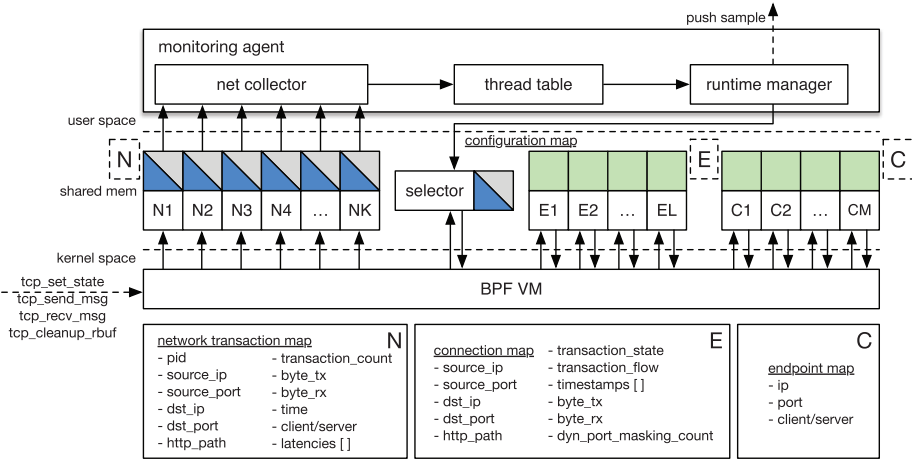 push sample
monitoring agent
net collector
thread table
runtime manager
user space
configuration map
N
E
C
shared mem
selector
N1 N2 N3 N4 ... NK
E1 E2 ... EL
C1 C2 ... CM
kernel space
tcp_set_state
tcp_send_msg
tcp_recv_msg
tcp_cleanup_rbuf
BPF VM
N
network transaction map
- pid
- source_ip
- source_port
- dst_ip
- dst_port
- http_path
- transaction_count
- byte_tx
- byte_rx
- time
- client/server
- latencies [ ]
E
connection map
- source_ip
- source_port
- dst_ip
- dst_port
- http_path
- transaction_state
- transaction_flow
- timestamps [ ]
- byte_tx
- byte_rx
- dyn_port_masking_count
C
endpoint map
- ip
- port
- client/server